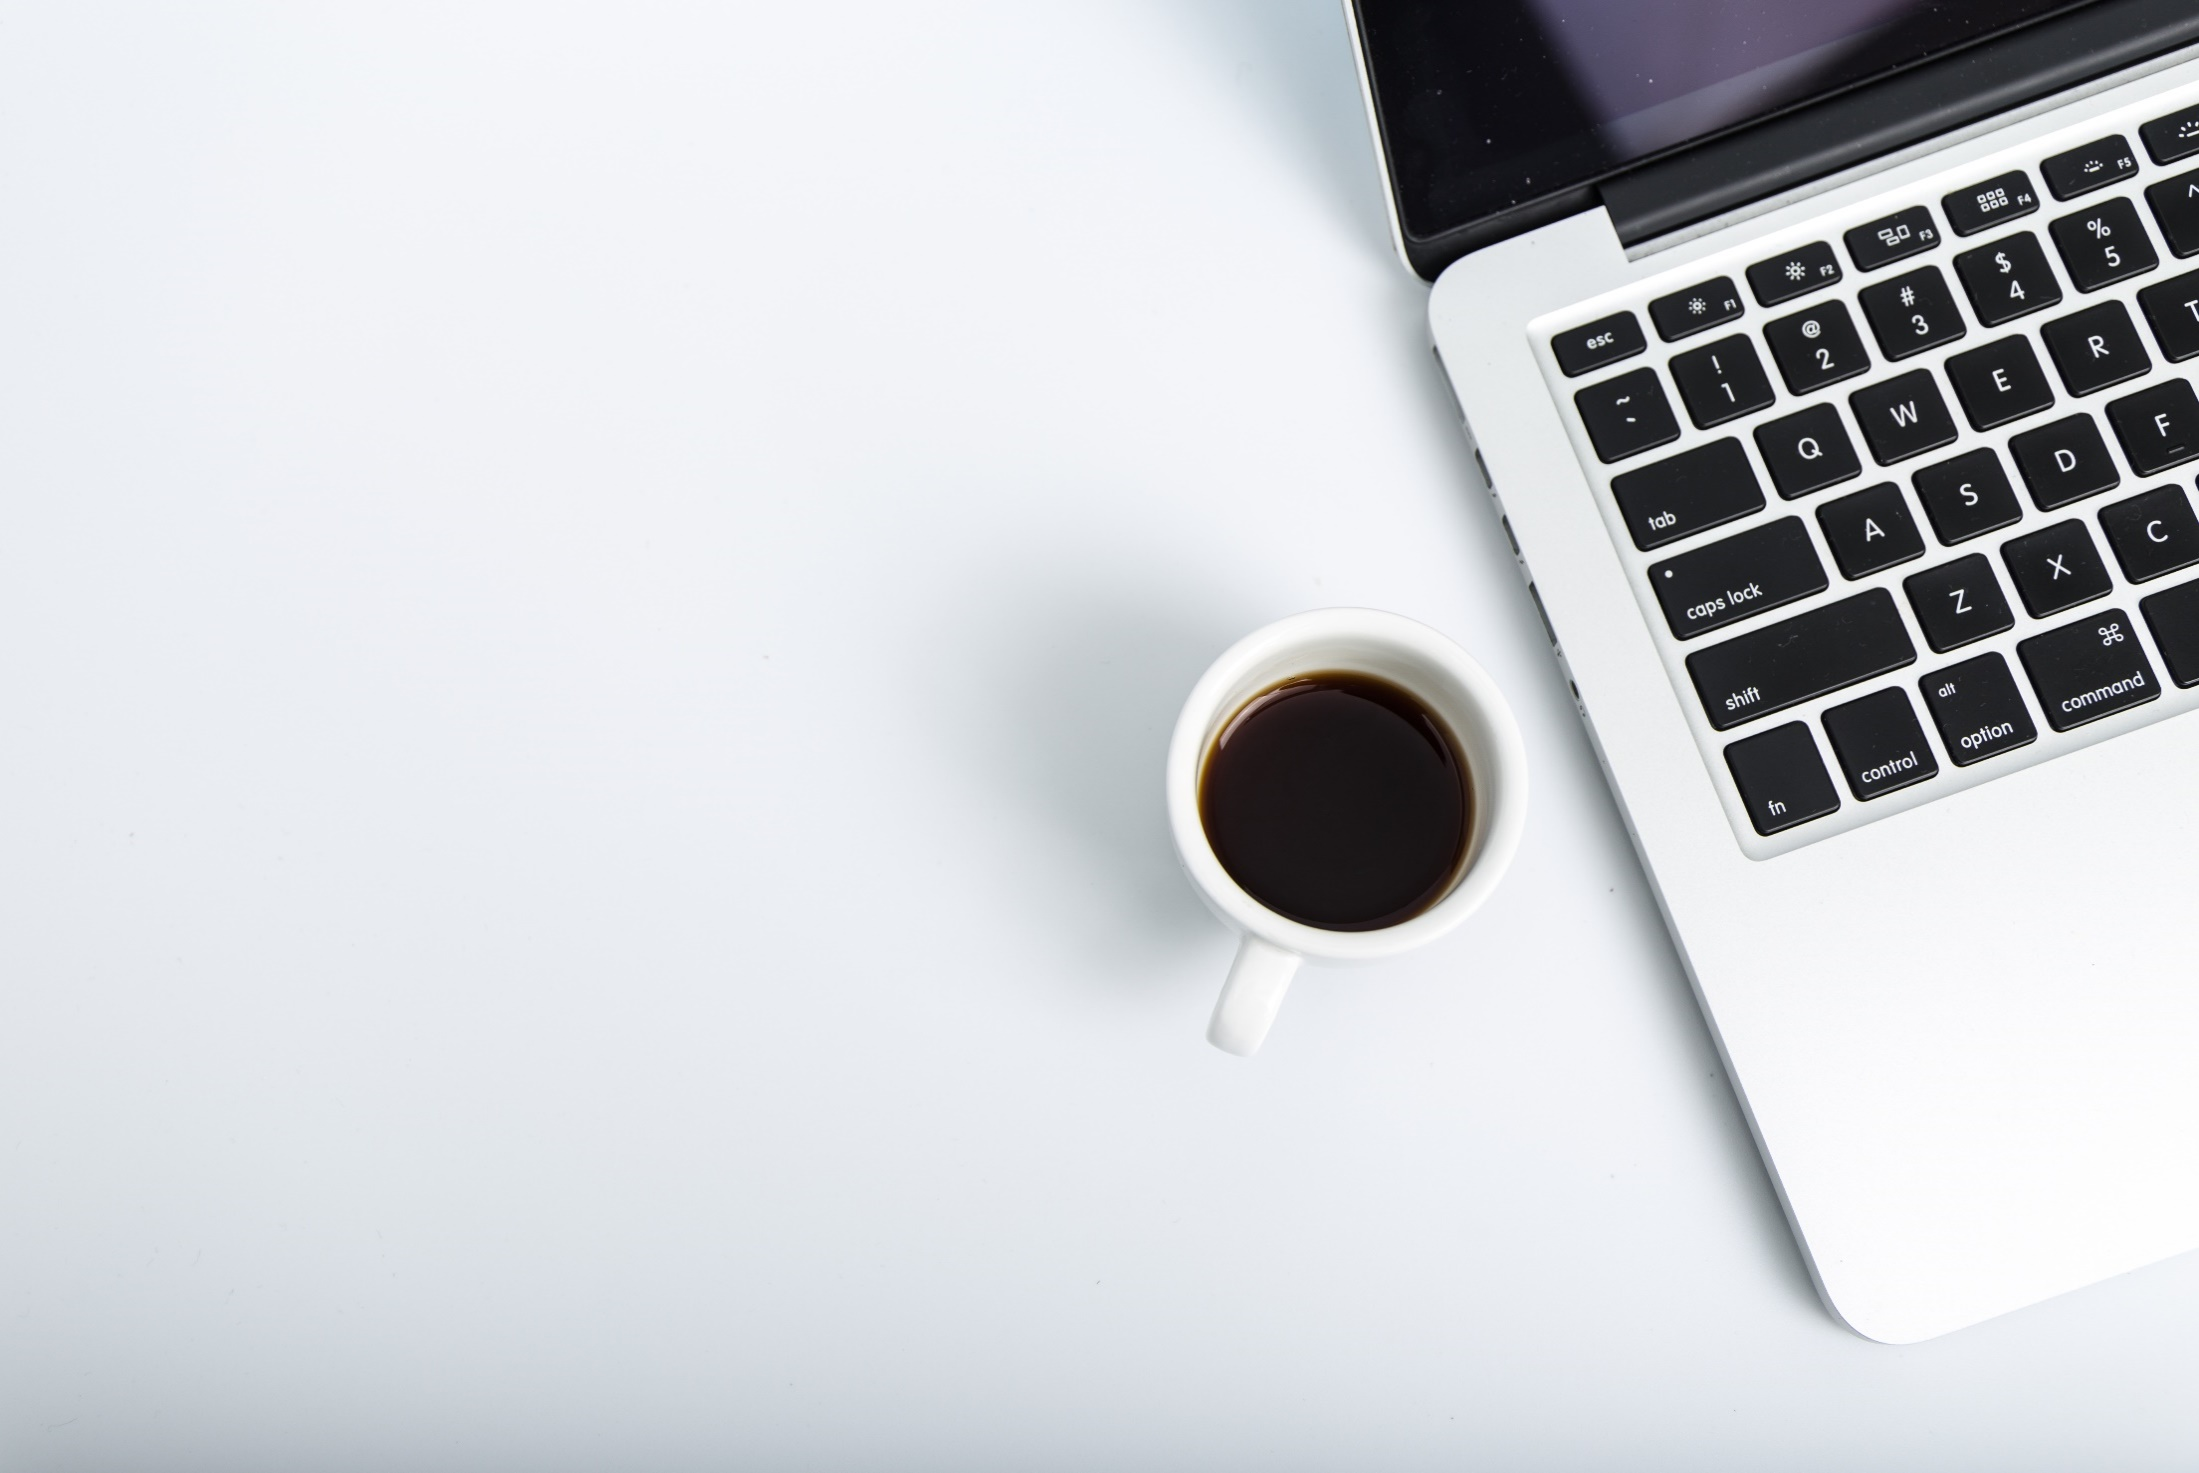 esc F1 F2 F3 F4 F5
~ ` ! 1 @ 2 # 3 $ 4 % 5 ^
tab Q W E R T
caps lock A S D F
shift Z X C
fn control alt option ⌘ command